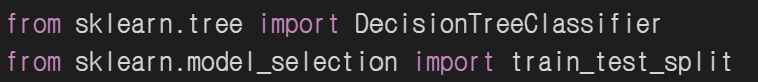 from sklearn.tree import DecisionTreeClassifier
from sklearn.model_selection import train_test_split